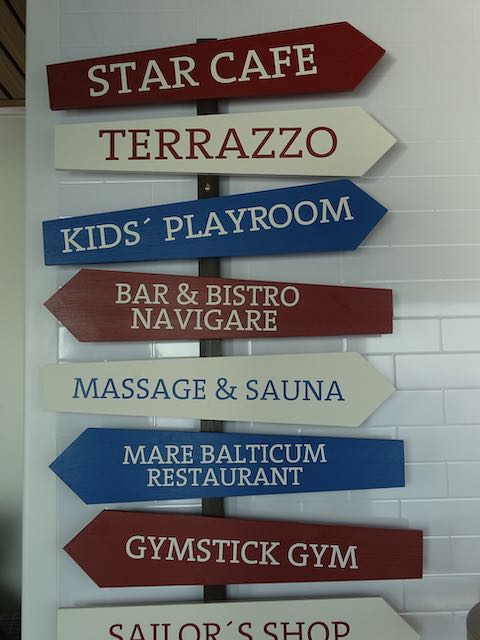 STAR CAFE
TERRAZZO
KIDS´ PLAYROOM
BAR & BISTRO
NAVIGARE
MASSAGE & SAUNA
MARE BALTICUM
RESTAURANT
GYMSTICK GYM
SAILOR´S SHOP